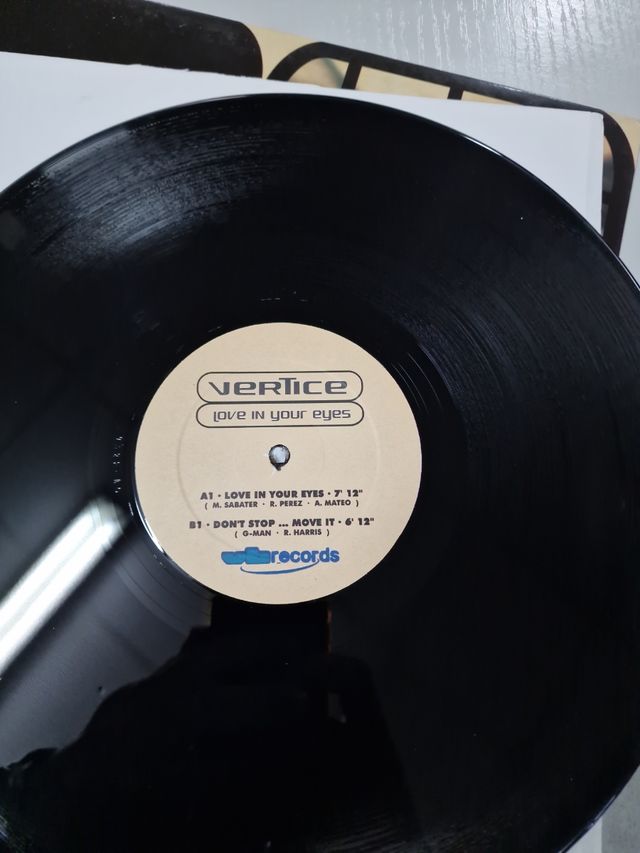 VERTICE
LOVE IN YOUR EYES
A1 · LOVE IN YOUR EYES · 7' 12"
( M. SABATER · R. PEREZ · A. MATEO )
B1 · DON'T STOP ... MOVE IT · 6' 12"
( G-MAN · R. HARRIS )
records